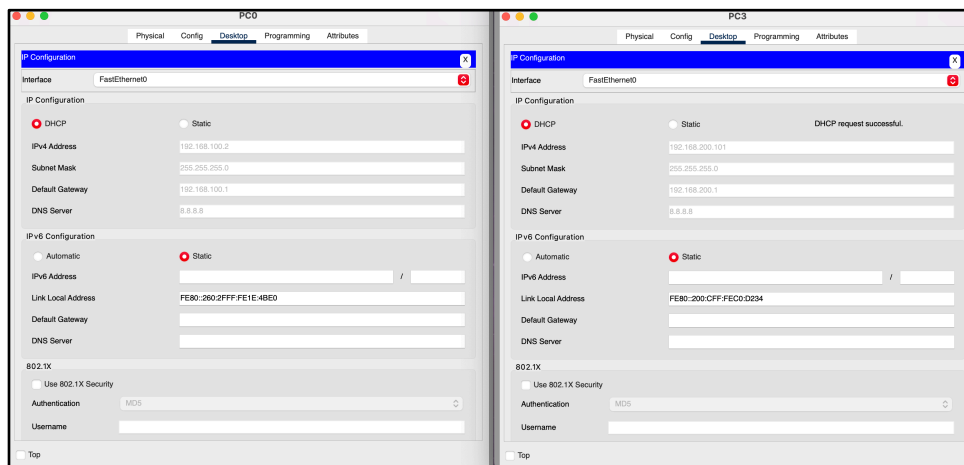 PC0
Physical Config Desktop Programming Attributes
IP Configuration X
Interface FastEthernet0
IP Configuration
DHCP Static
IPv4 Address 192.168.100.2
Subnet Mask 255.255.255.0
Default Gateway 192.168.100.1
DNS Server 8.8.8.8
IPv6 Configuration
Automatic Static
IPv6 Address /
Link Local Address FE80::260:2FFF:FE1E:4BE0
Default Gateway
DNS Server
802.1X
Use 802.1X Security
Authentication MD5
Username
Top
PC3
Physical Config Desktop Programming Attributes
IP Configuration X
Interface FastEthernet0
IP Configuration
DHCP Static DHCP request successful.
IPv4 Address 192.168.200.101
Subnet Mask 255.255.255.0
Default Gateway 192.168.200.1
DNS Server 8.8.8.8
IPv6 Configuration
Automatic Static
IPv6 Address /
Link Local Address FE80::200:CFF:FEC0:D234
Default Gateway
DNS Server
802.1X
Use 802.1X Security
Authentication MD5
Username
Top